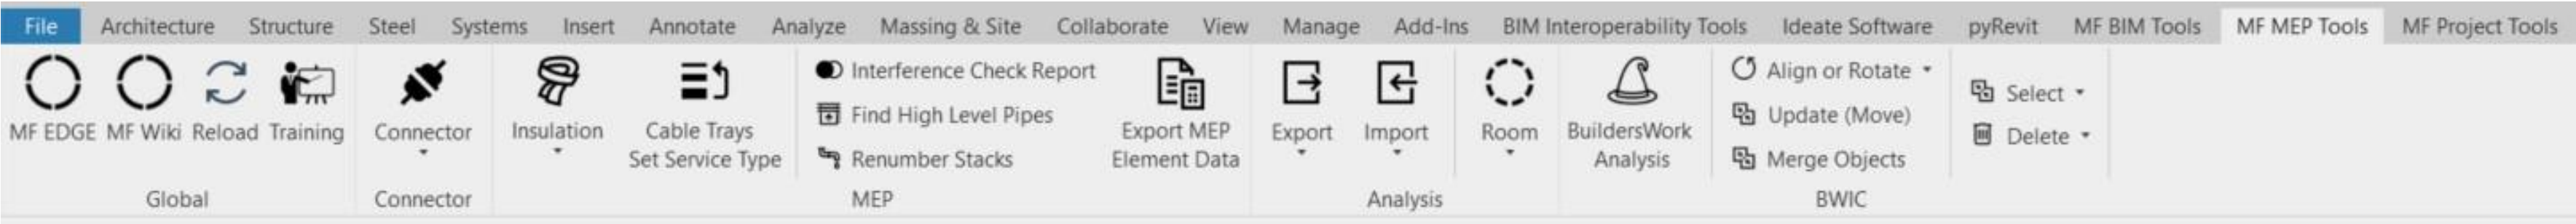 File Architecture Structure Steel Systems Insert Annotate Analyze Massing & Site Collaborate View Manage Add-Ins BIM Interoperability Tools Ideate Software pyRevit MF BIM Tools MF MEP Tools MF Project Tools
MF EDGE MF Wiki Reload Training
Global
Connector
Connector
Insulation
Cable Trays
Set Service Type
Interference Check Report
Find High Level Pipes
Renumber Stacks
Export MEP
Element Data
MEP
Export Import Room
Analysis
BuildersWork
Analysis
Align or Rotate
Update (Move)
Merge Objects
Select
Delete
BWIC